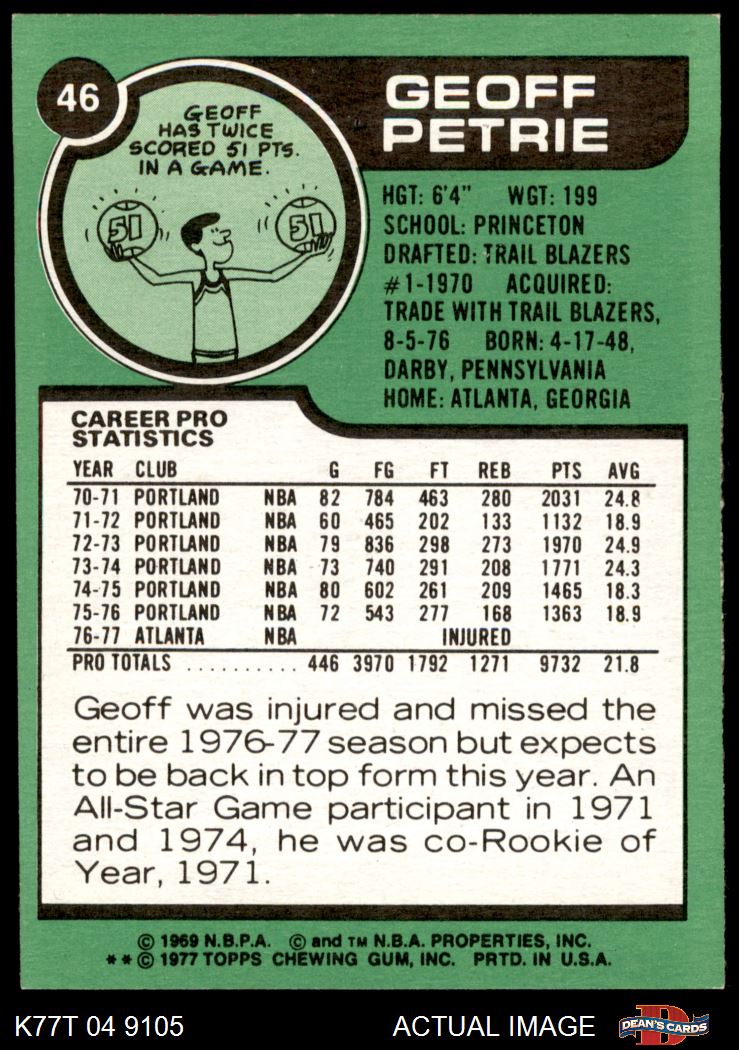 46
GEOFF
PETRIE
GEOFF
HAS TWICE
SCORED 51 PTS.
IN A GAME.
51
51
HGT: 6'4" WGT: 199
SCHOOL: PRINCETON
DRAFTED: TRAIL BLAZERS
#1-1970 ACQUIRED:
TRADE WITH TRAIL BLAZERS,
8-5-76 BORN: 4-17-48,
DARBY, PENNSYLVANIA
HOME: ATLANTA, GEORGIA
CAREER PRO
STATISTICS
YEAR CLUB G FG FT REB PTS AVG
70-71 PORTLAND NBA 82 784 463 280 2031 24.8
71-72 PORTLAND NBA 60 465 202 133 1132 18.9
72-73 PORTLAND NBA 79 836 298 273 1970 24.9
73-74 PORTLAND NBA 73 740 291 208 1771 24.3
74-75 PORTLAND NBA 80 602 261 209 1465 18.3
75-76 PORTLAND NBA 72 543 277 168 1363 18.9
76-77 ATLANTA NBA INJURED
PRO TOTALS .......... 446 3970 1792 1271 9732 21.8
Geoff was injured and missed the
entire 1976-77 season but expects
to be back in top form this year. An
All-Star Game participant in 1971
and 1974, he was co-Rookie of
Year, 1971.
© 1969 N.B.P.A. © and TM N.B.A. PROPERTIES, INC.
**© 1977 TOPPS CHEWING GUM, INC. PRTD. IN U.S.A.
K77T 04 9105 ACTUAL IMAGE
D
DEAN'S CARDS